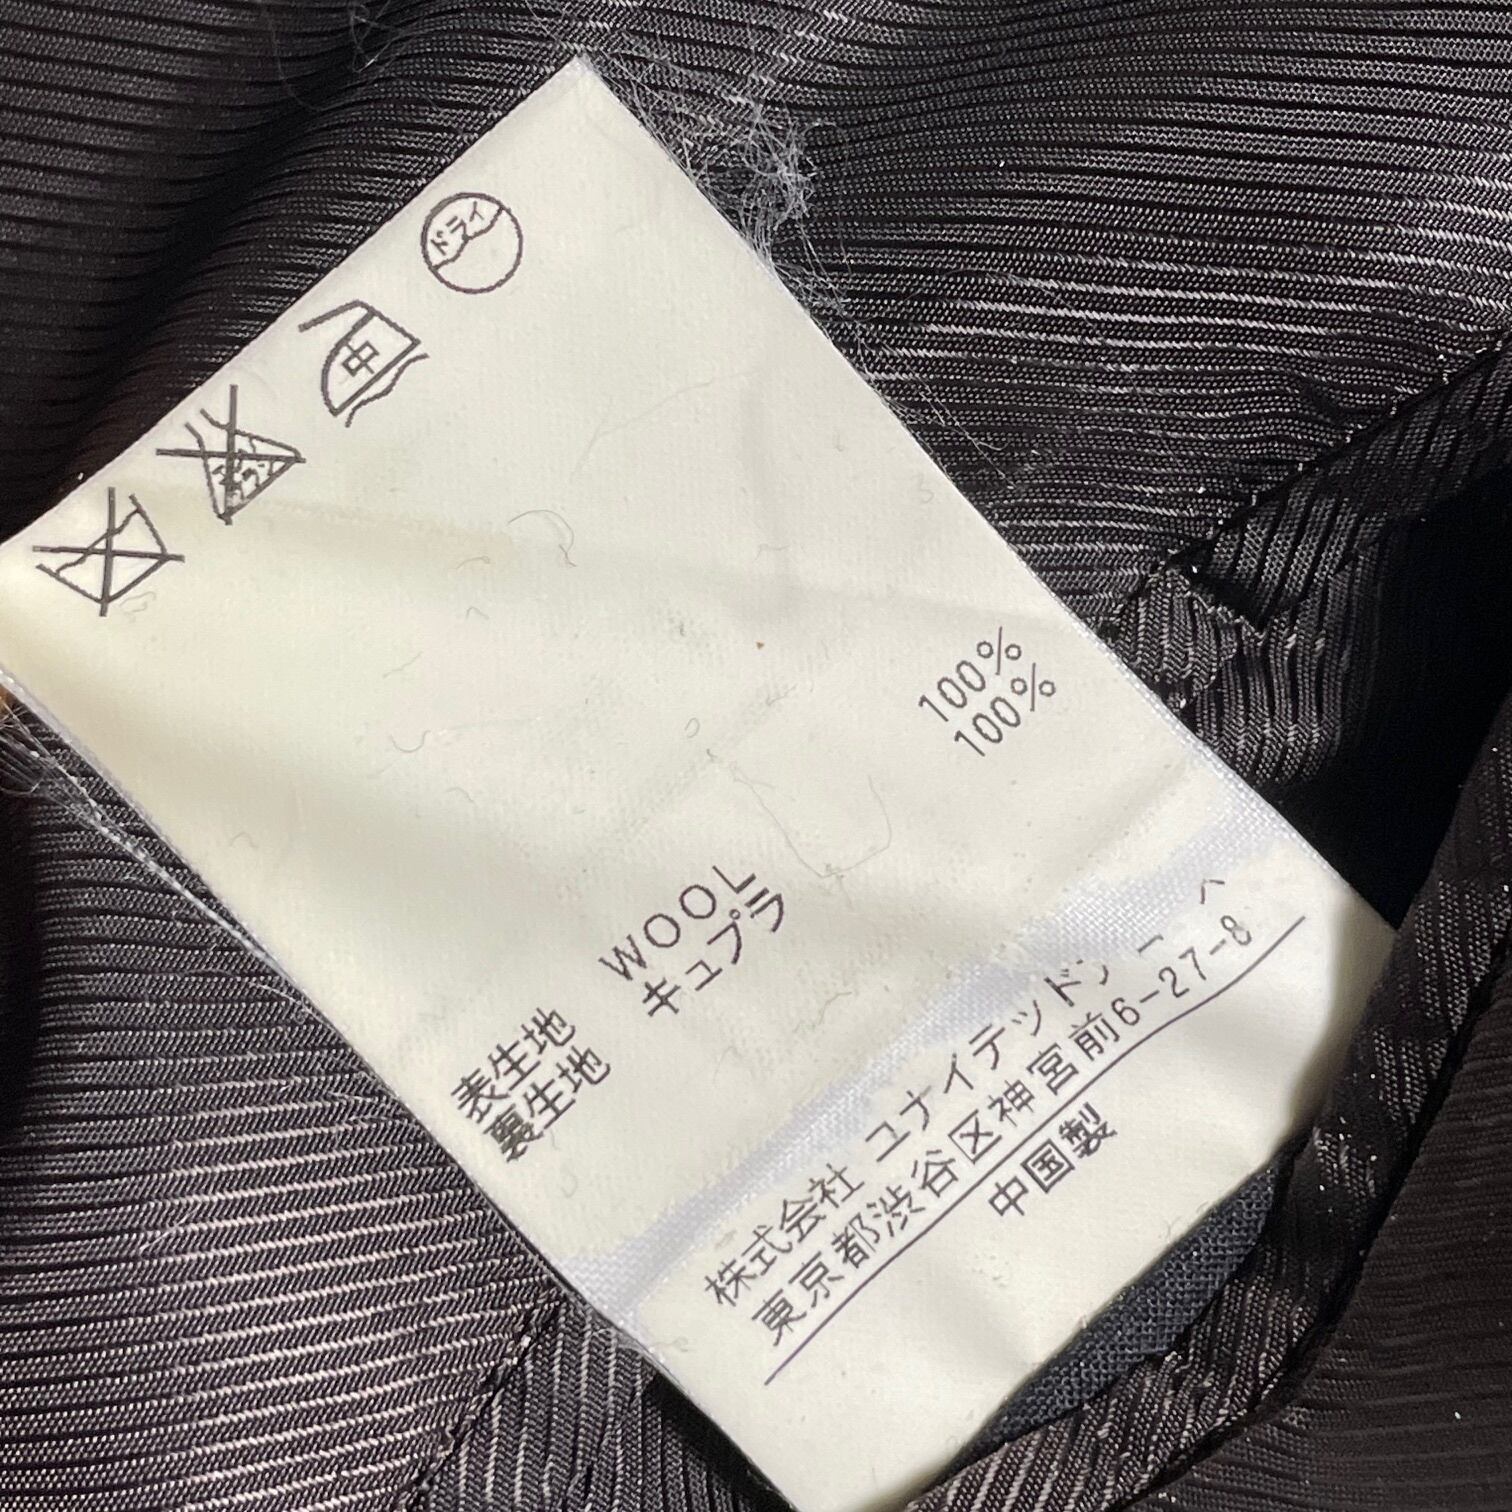 ドライ
中
表生地 WOOL 100%
裏生地 キュプラ 100%
株式会社 ユナイテッド
東京都渋谷区神宮前6-27-8
中国製